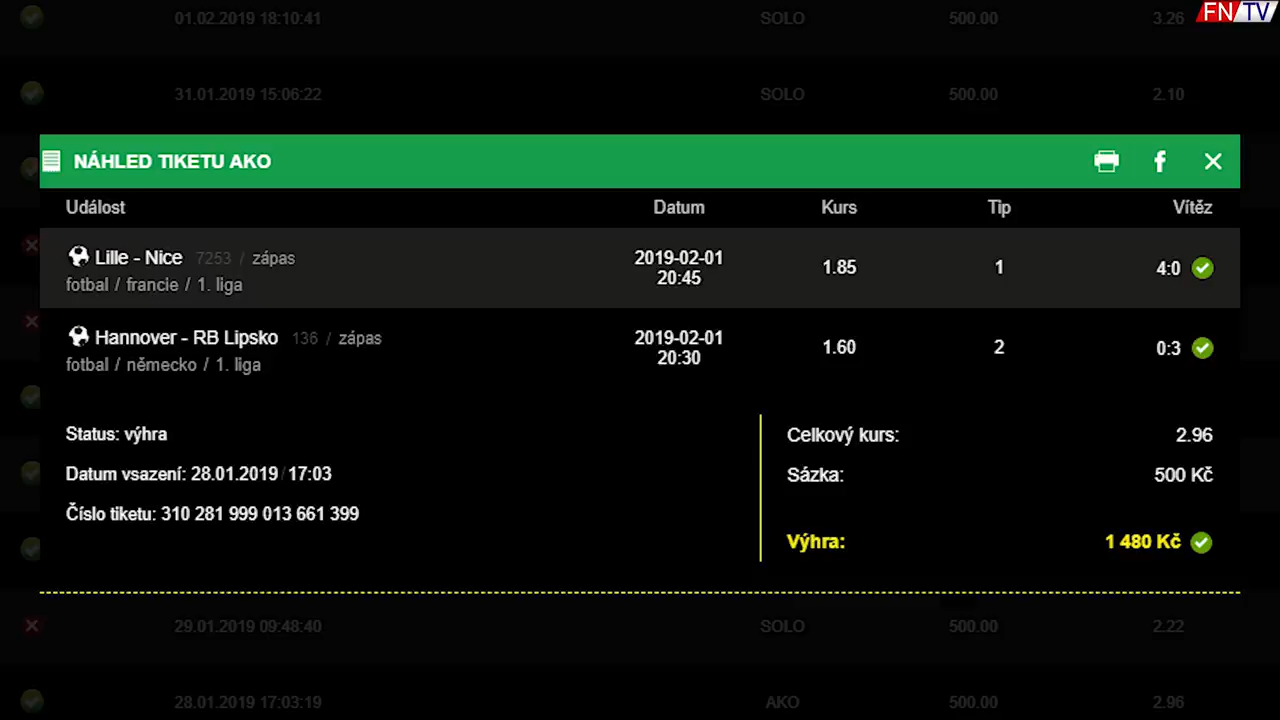 FN TV
01.02.2019 18:10:41 SOLO 500.00 3.26
31.01.2019 15:06:22 SOLO 500.00 2.10
NÁHLED TIKETU AKO
Událost Datum Kurs Tip Vítěz
Lille - Nice 7253 / zápas 2019-02-01 20:45 1.85 1 4:0
fotbal / francie / 1. liga
Hannover - RB Lipsko 136 / zápas 2019-02-01 20:30 1.60 2 0:3
fotbal / německo / 1. liga
Status: výhra
Datum vsazení: 28.01.2019 / 17:03
Číslo tiketu: 310 281 999 013 661 399
Celkový kurs: 2.96
Sázka: 500 Kč
Výhra: 1 480 Kč
29.01.2019 09:48:40 SOLO 500.00 2.22
28.01.2019 17:03:19 AKO 500.00 2.96